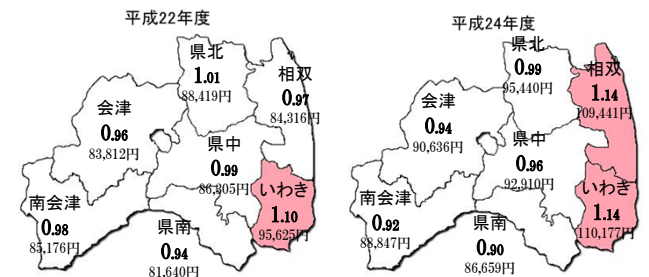 平成22年度
県北
1.01
88,419円
相双
0.97
84,316円
会津
0.96
83,812円
県中
0.99
86,305円
いわき
1.10
95,625円
南会津
0.98
85,176円
県南
0.94
81,640円
平成24年度
県北
0.99
95,440円
相双
1.14
109,441円
会津
0.94
90,636円
県中
0.96
92,910円
いわき
1.14
110,177円
南会津
0.92
88,847円
県南
0.90
86,659円